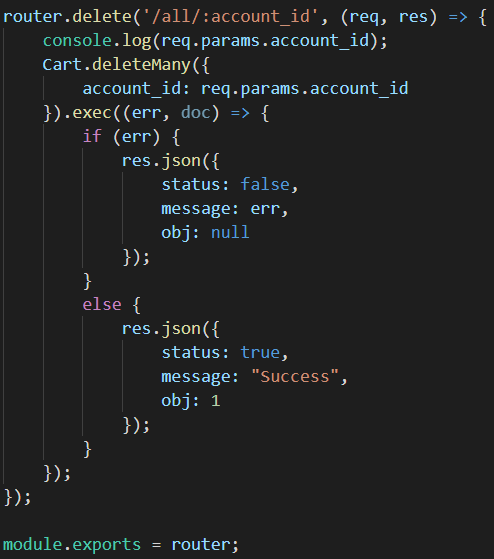 router.delete('/all/:account_id', (req, res) => {
    console.log(req.params.account_id);
    Cart.deleteMany({
        account_id: req.params.account_id
    }).exec((err, doc) => {
        if (err) {
            res.json({
                status: false,
                message: err,
                obj: null
            });
        }
        else {
            res.json({
                status: true,
                message: "Success",
                obj: 1
            });
        }
    });
});

module.exports = router;